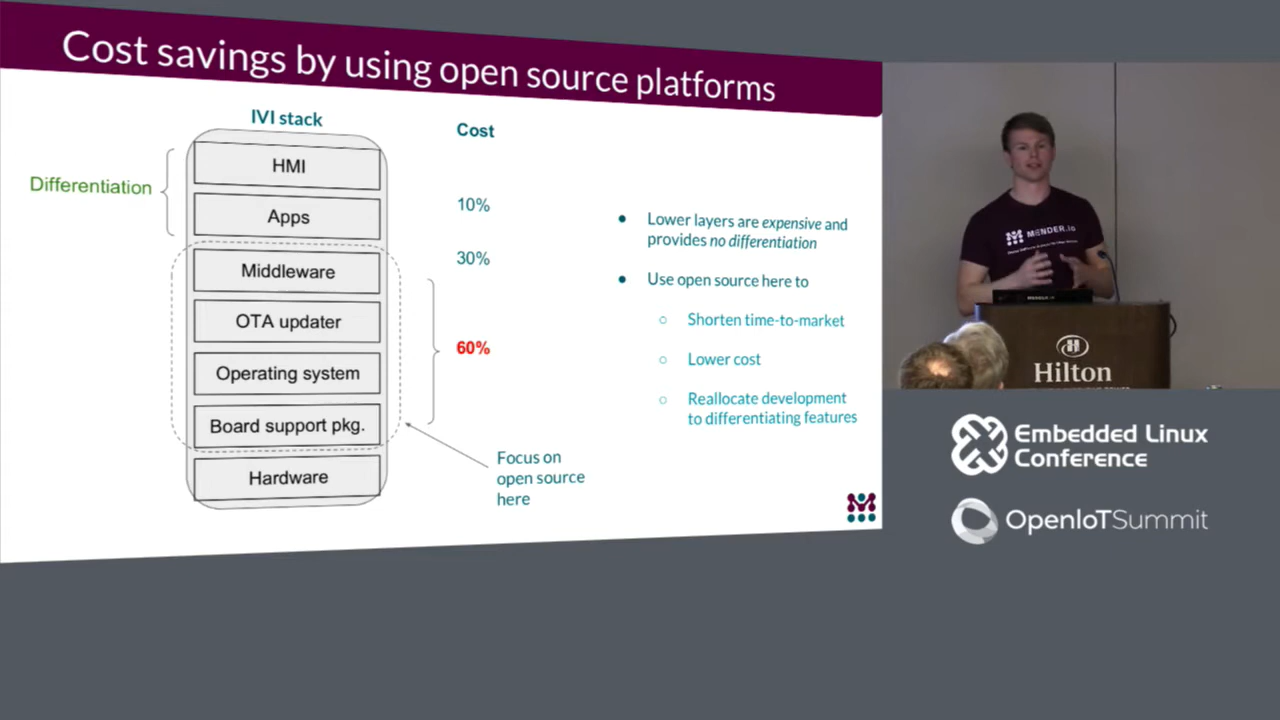 Cost savings by using open source platforms
IVI stack
Cost
HMI
Differentiation
Apps
10%
Middleware
30%
OTA updater
60%
Operating system
Board support pkg.
Hardware
Focus on
open source
here
● Lower layers are expensive and
provides no differentiation
● Use open source here to
○ Shorten time-to-market
○ Lower cost
○ Reallocate development
to differentiating features
MENDER.io
Hilton
Embedded Linux
Conference
OpenIoTSummit